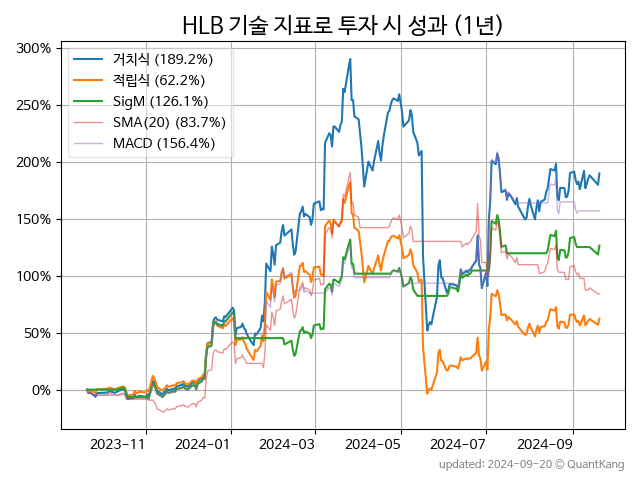 HLB 기술 지표로 투자 시 성과 (1년)
거치식 (189.2%)
적립식 (62.2%)
SigM (126.1%)
SMA(20) (83.7%)
MACD (156.4%)
300%
250%
200%
150%
100%
50%
0%
2023-11 2024-01 2024-03 2024-05 2024-07 2024-09
updated: 2024-09-20 © QuantKang